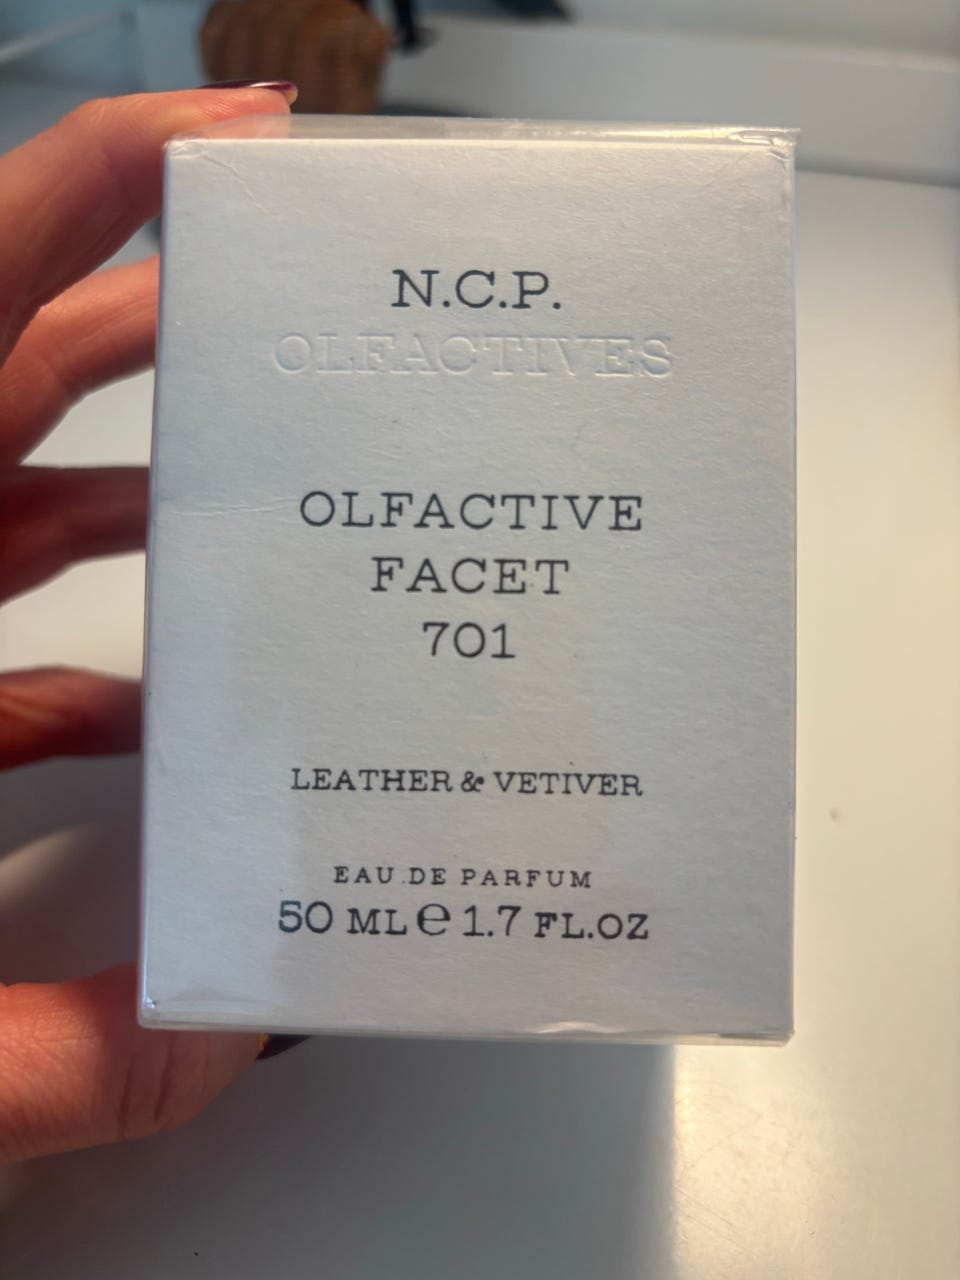 N.C.P.
OLFACTIVES
OLFACTIVE
FACET
701
LEATHER & VETIVER
EAU DE PARFUM
50 ML ℮ 1.7 FL.OZ